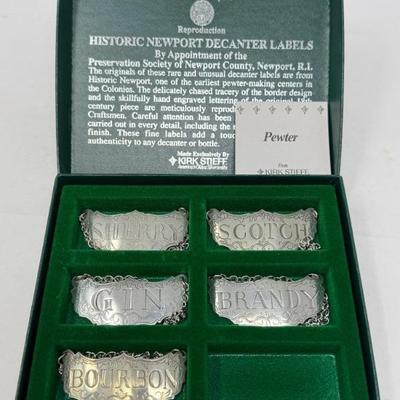 Reproduction
HISTORIC NEWPORT DECANTER LABELS
By Appointment of the
Preservation Society of Newport County, Newport, R.I.
The originals of these rare and unusual decanter labels are from
Historic Newport, one of the earliest pewter-making centers in
the Colonies. The delicately chased tracery of the border design
and the skillfully hand engraved lettering of the original 18th
century piece are meticulously
Craftsmen. Careful attention has been
carried out in every detail, including the
finish. These fine labels add a
authenticity to any decanter or bottle.
Made Exclusively By
KIRK STIEFF
America's Oldest Silversmiths
Pewter
From
KIRK STIEFF
SHERRY
SCOTCH
GIN
BRANDY
BOURBON